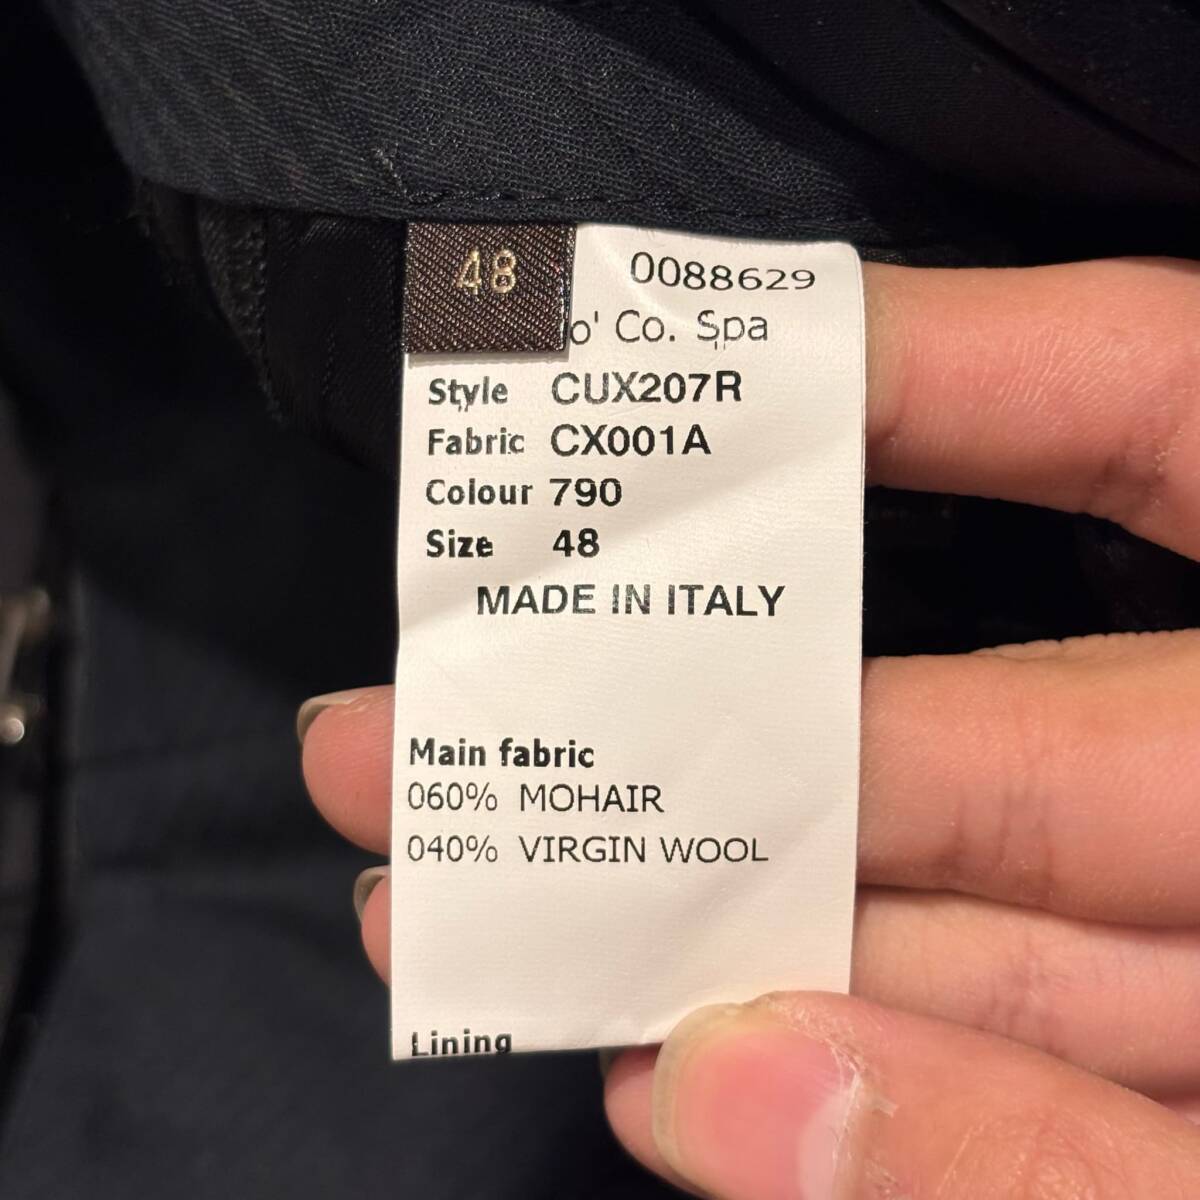 48
0088629
o' Co. Spa
Style CUX207R
Fabric CX001A
Colour 790
Size 48
MADE IN ITALY
Main fabric
060% MOHAIR
040% VIRGIN WOOL
Lining